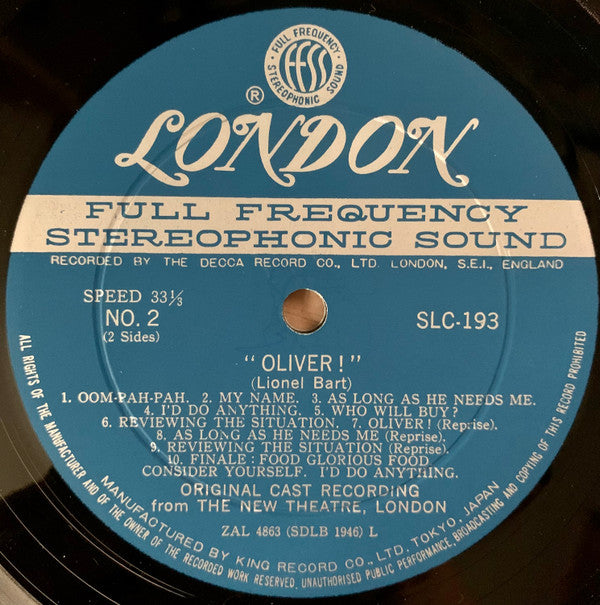 FULL FREQUENCY
FFSS
STEREOPHONIC SOUND
®
LONDON
FULL FREQUENCY
STEREOPHONIC SOUND
RECORDED BY THE DECCA RECORD CO., LTD. LONDON, S.E.I., ENGLAND
SPEED 33⅓
NO. 2
(2 Sides)
SLC-193
"OLIVER!"
(Lionel Bart)
1. OOM-PAH-PAH. 2. MY NAME. 3. AS LONG AS HE NEEDS ME.
4. I'D DO ANYTHING. 5. WHO WILL BUY?
6. REVIEWING THE SITUATION. 7. OLIVER! (Reprise).
8. AS LONG AS HE NEEDS ME (Reprise).
9. REVIEWING THE SITUATION (Reprise).
10. FINALE: FOOD GLORIOUS FOOD
CONSIDER YOURSELF. I'D DO ANYTHING.
ORIGINAL CAST RECORDING
from THE NEW THEATRE, LONDON
ZAL 4863 (SDLB 1946) L
MANUFACTURED BY KING RECORD CO., LTD. TOKYO, JAPAN
ALL RIGHTS OF THE MANUFACTURER AND OF THE OWNER OF THE RECORDED WORK RESERVED. UNAUTHORISED PUBLIC PERFORMANCE, BROADCASTING AND COPYING OF THIS RECORD PROHIBITED